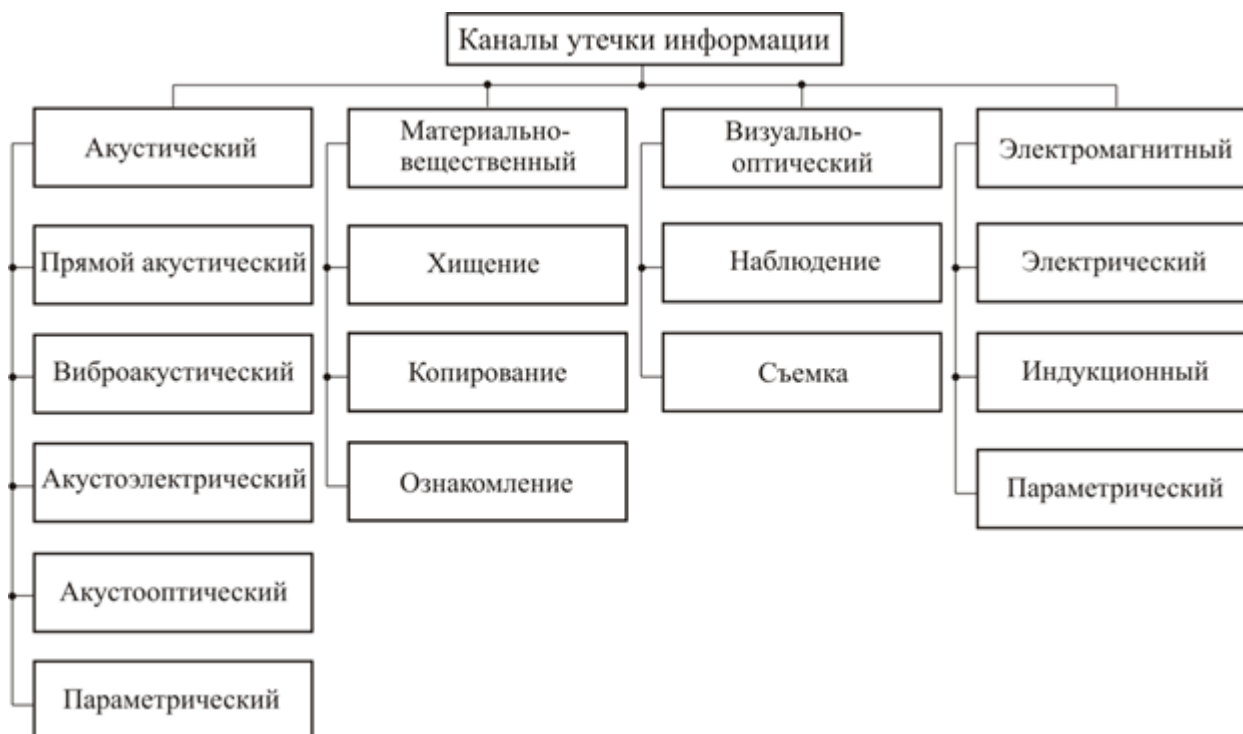 Каналы утечки информации
Акустический
Материально-
вещественный
Визуально-
оптический
Электромагнитный
Прямой акустический
Хищение
Наблюдение
Электрический
Виброакустический
Копирование
Съемка
Индукционный
Акустоэлектрический
Ознакомление
Параметрический
Акустооптический
Параметрический